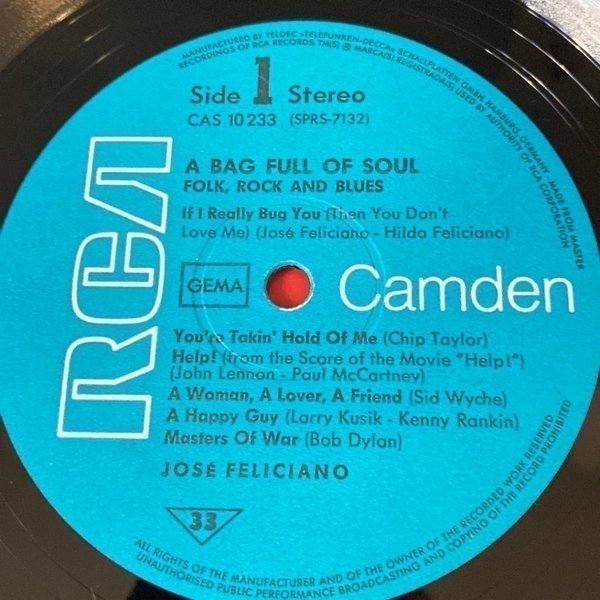 MANUFACTURED BY TELDEC »TELEFUNKEN-DECCA« SCHALLPLATTEN GMBH, HAMBURG, GERMANY · MADE FROM MASTER
RECORDINGS OF RCA RECORDS, TM(S) ® MARCA(S) REGISTRADA(S) USED BY AUTHORITY OF RCA CORPORATION
Side 1 Stereo
CAS 10233 (SPRS-7132)
A BAG FULL OF SOUL
FOLK, ROCK AND BLUES
If I Really Bug You (Then You Don't
Love Me) (José Feliciano - Hilda Feliciano)
RCA
GEMA
Camden
You're Takin' Hold Of Me (Chip Taylor)
Help! (from the Score of the Movie "Help!")
(John Lennon - Paul McCartney)
A Woman, A Lover, A Friend (Sid Wyche)
A Happy Guy (Larry Kusik - Kenny Rankin)
Masters Of War (Bob Dylan)
JOSÉ FELICIANO
33
ALL RIGHTS OF THE MANUFACTURER AND OF THE OWNER OF THE RECORDED WORK RESERVED
UNAUTHORISED PUBLIC PERFORMANCE BROADCASTING AND COPYING OF THIS RECORD PROHIBITED